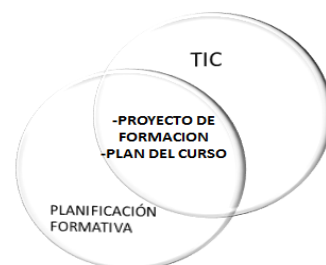 TIC
-PROYECTO DE
FORMACION
-PLAN DEL CURSO
PLANIFICACIÓN
FORMATIVA